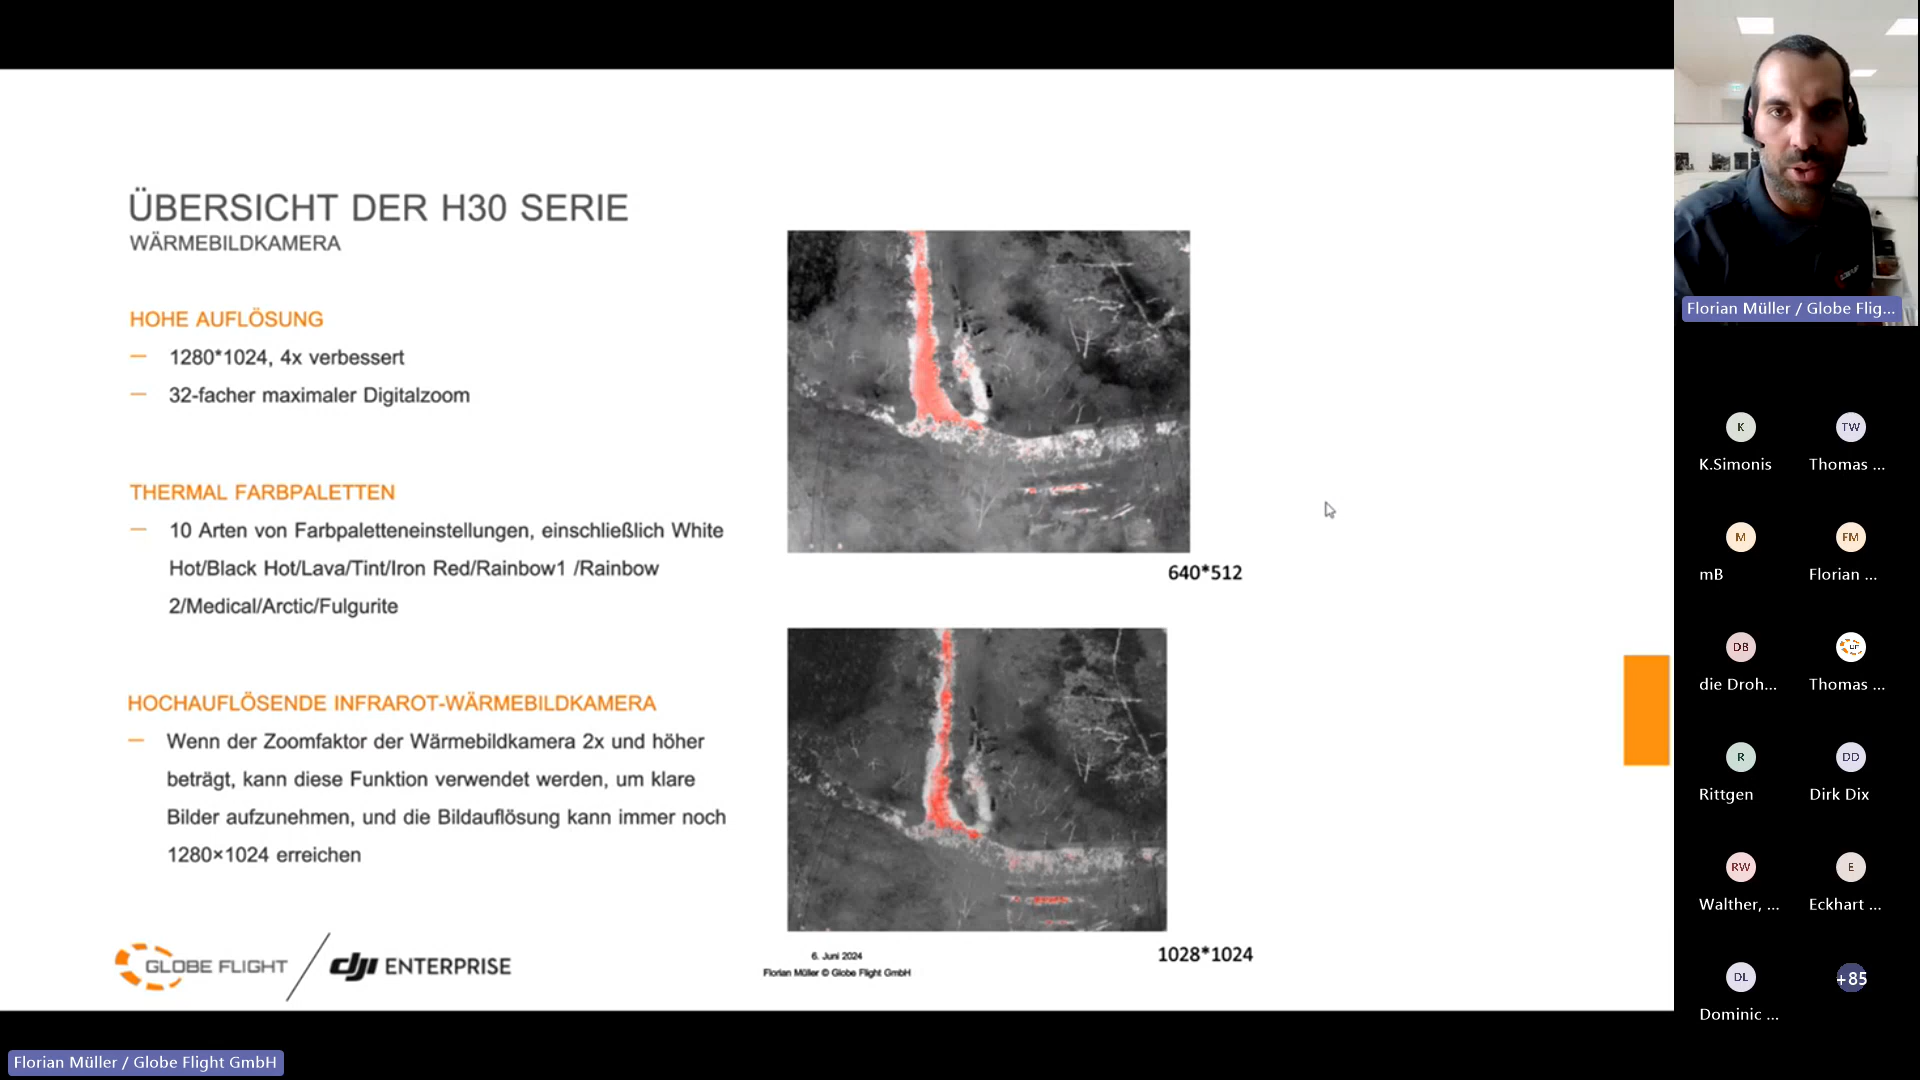 ÜBERSICHT DER H30 SERIE
WÄRMEBILDKAMERA
HOHE AUFLÖSUNG
— 1280*1024, 4x verbessert
— 32-facher maximaler Digitalzoom
THERMAL FARBPALETTEN
— 10 Arten von Farbpaletteneinstellungen, einschließlich White
Hot/Black Hot/Lava/Tint/Iron Red/Rainbow1 /Rainbow
2/Medical/Arctic/Fulgurite
HOCHAUFLÖSENDE INFRAROT-WÄRMEBILDKAMERA
— Wenn der Zoomfaktor der Wärmebildkamera 2x und höher
beträgt, kann diese Funktion verwendet werden, um klare
Bilder aufzunehmen, und die Bildauflösung kann immer noch
1280×1024 erreichen
640*512
1028*1024
GLOBE FLIGHT
dji ENTERPRISE
6. Juni 2024
Florian Müller © Globe Flight GmbH
Florian Müller / Globe Flight GmbH
Florian Müller / Globe Flig...
K
K.Simonis
TW
Thomas ...
M
mB
FM
Florian ...
DB
die Droh...
Thomas ...
R
Rittgen
DD
Dirk Dix
RW
Walther, ...
E
Eckhart ...
DL
Dominic ...
+85